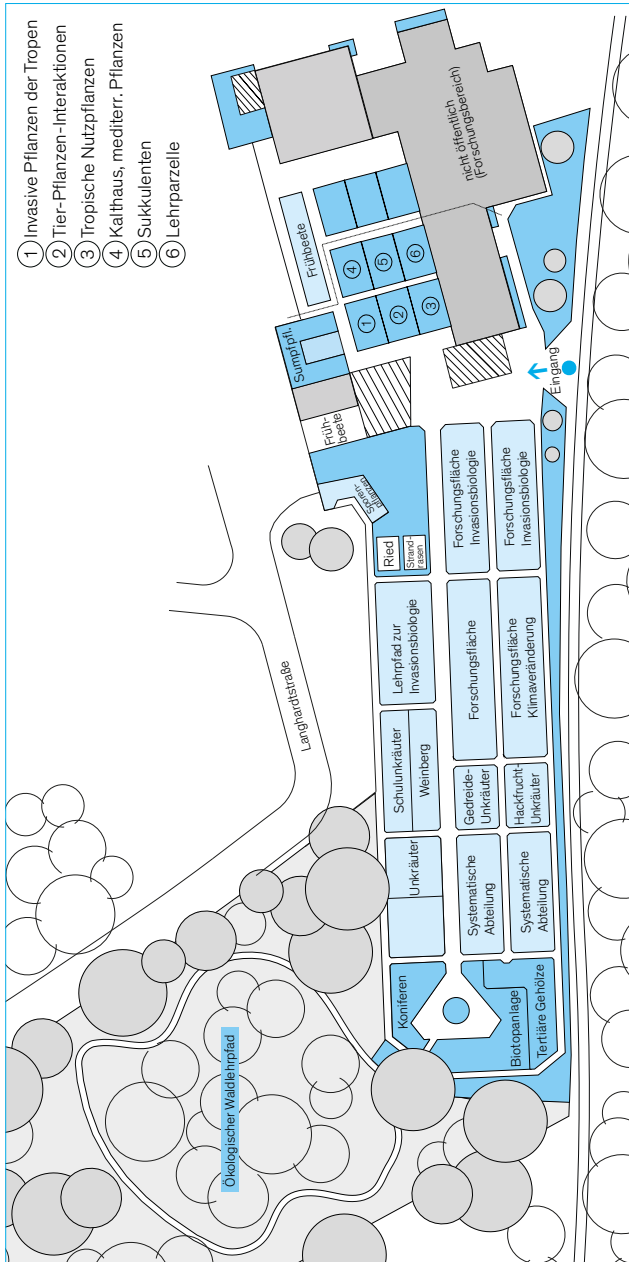 1 Invasive Pflanzen der Tropen
2 Tier-Pflanzen-Interaktionen
3 Tropische Nutzpflanzen
4 Kalthaus, mediterr. Pflanzen
5 Sukkulenten
6 Lehrparzelle
Ökologischer Waldlehrpfad
Langhardtstraße
Koniferen
Biotopanlage
Tertiäre Gehölze
Unkräuter
Systematische
Abteilung
Systematische
Abteilung
Schulunkräuter
Weinberg
Gedreide-
Unkräuter
Hackfrucht-
Unkräuter
Lehrpfad zur
Invasionsbiologie
Forschungsfläche
Forschungsfläche
Klimaveränderung
Ried
Strand-
rasen
Sporen-
pflanzen
Forschungsfläche
Invasionsbiologie
Forschungsfläche
Invasionsbiologie
Früh-
beete
Sumpfpfl.
Frühbeete
1
2
3
4
5
6
nicht öffentlich
(Forschungsbereich)
Eingang